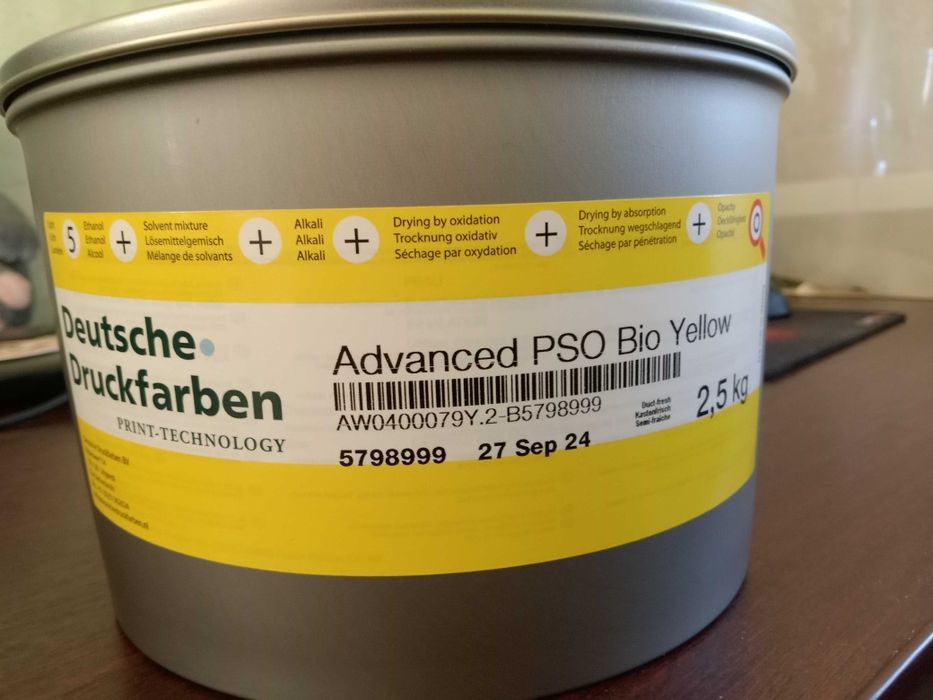 5
Ethanol
Ethanol
Alcool
+
Solvent mixture
Lösemittelgemisch
Mélange de solvants
+
Alkali
Alkali
Alkali
+
Drying by oxidation
Trocknung oxidativ
Séchage par oxydation
+
Drying by absorption
Trocknung wegschlagend
Séchage par pénétration
+
Opacity
Deckfähigkeit
Opacité
Deutsche
Druckfarben
PRINT-TECHNOLOGY
Advanced PSO Bio Yellow
AW0400079Y.2-B5798999
Duct-fresh
Kastenfrisch
Semi-fraîche
2,5 kg
5798999 27 Sep 24